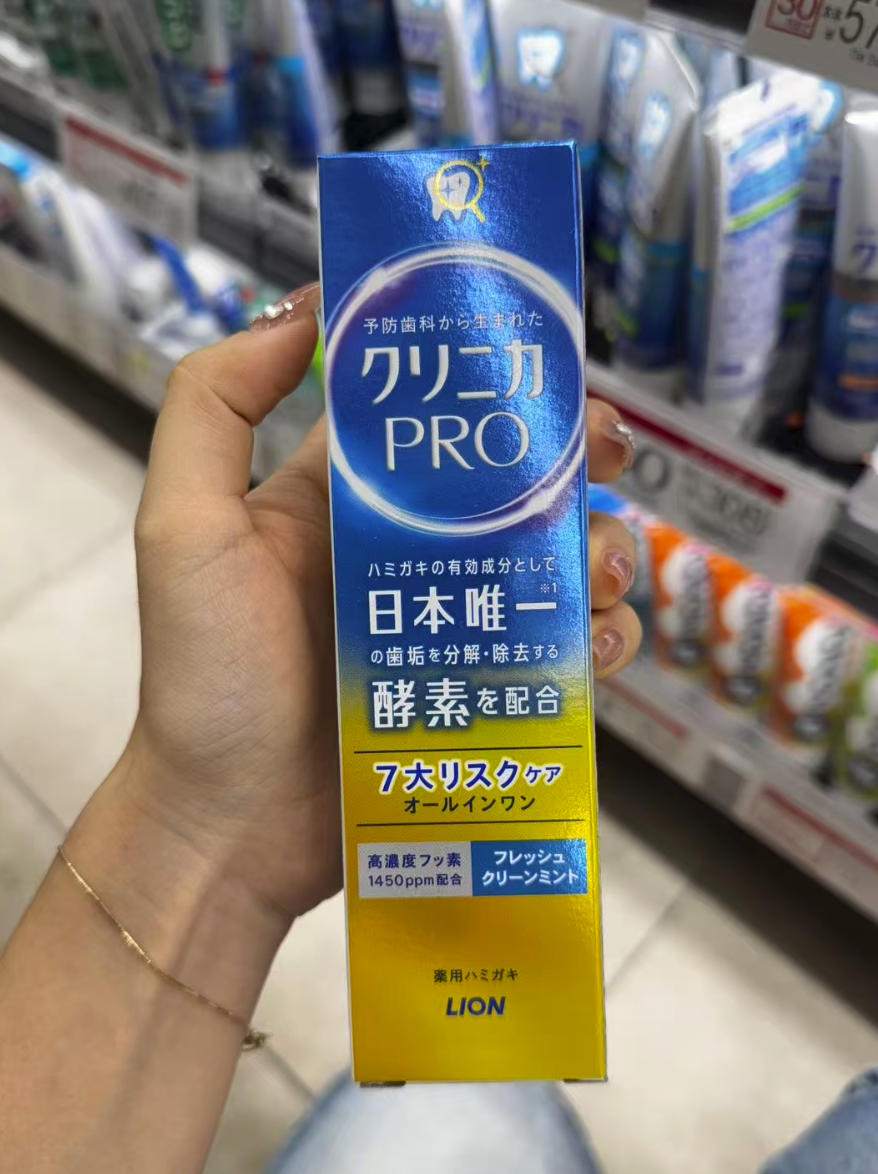 予防歯科から生まれた
クリニカ
PRO
ハミガキの有効成分として
日本唯一※1
の歯垢を分解・除去する
酵素を配合
7大リスクケア
オールインワン
高濃度フッ素
1450ppm配合
フレッシュ
クリーンミント
薬用ハミガキ
LION
30